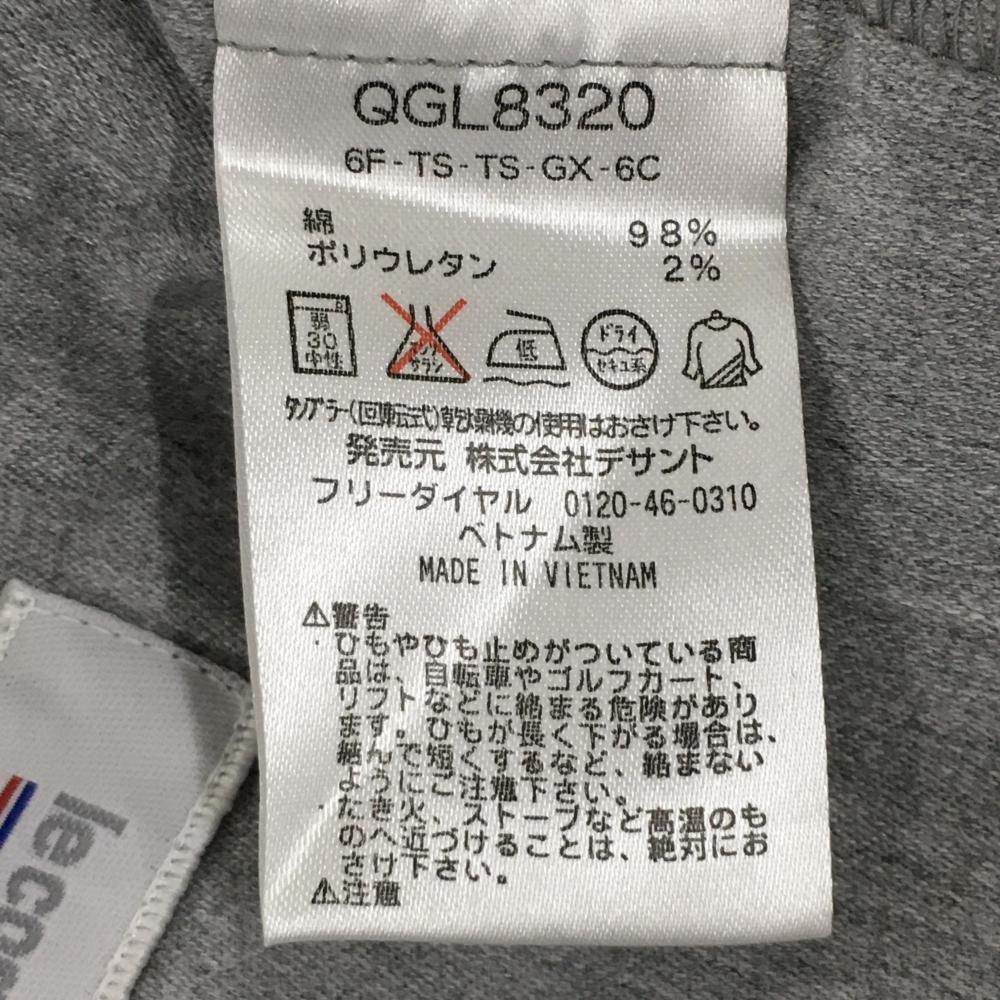 QGL8320
6F-TS-TS-GX-6C
綿 98%
ポリウレタン 2%
弱
30
中性
エンソ
サラシ
低
ドライ
セキユ系
タンブラー(回転式)乾燥機の使用はおさけ下さい。
発売元 株式会社デサント
フリーダイヤル 0120-46-0310
ベトナム製
MADE IN VIETNAM
⚠警告
・ひもやひも止めがついている商
品は、自転車やゴルフカート、
リフトなどに絡まる危険があり
ます。ひもが長く下がる場合は、
結んで短くするなど、絡まない
ようにご注意下さい。
・たき火、ストーブなど高温のも
のへ近づけることは、絶対にお
さけ下さい。
⚠注意
lecoq